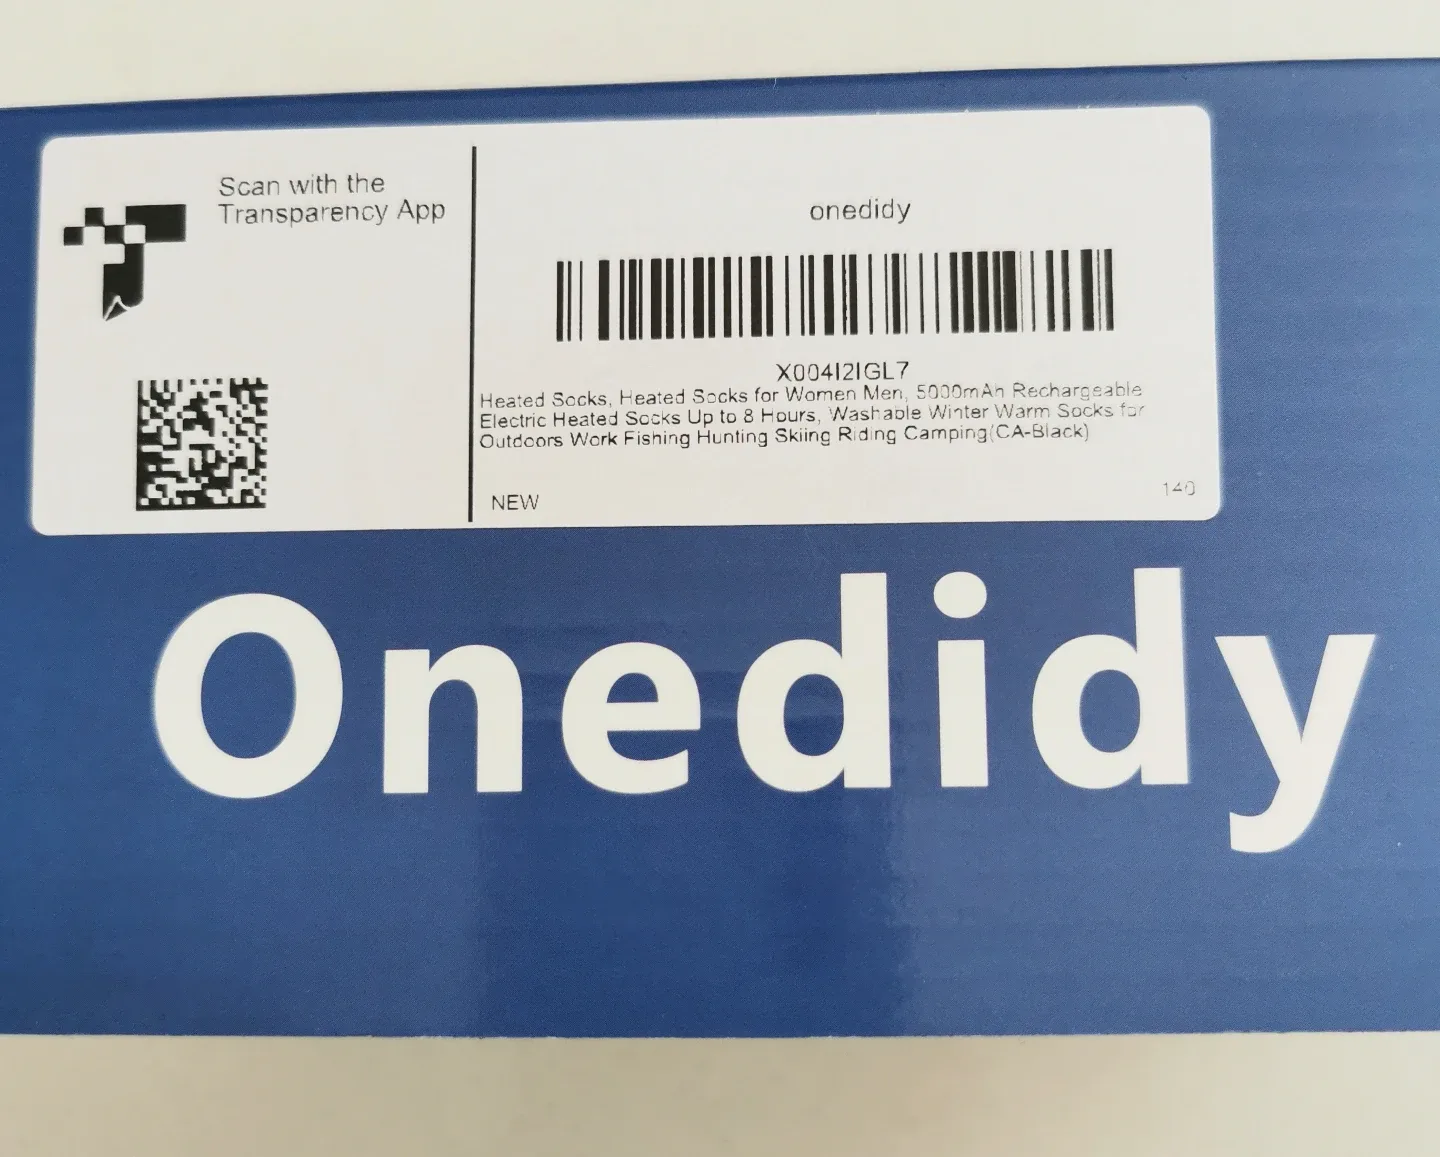 Scan with the
Transparency App
onedidy
X004I2IGL7
Heated Socks, Heated Socks for Women Men, 5000mAh Rechargeable
Electric Heated Socks Up to 8 Hours, Washable Winter Warm Socks for
Outdoors Work Fishing Hunting Skiing Riding Camping(CA-Black)
NEW
140
Onedidy